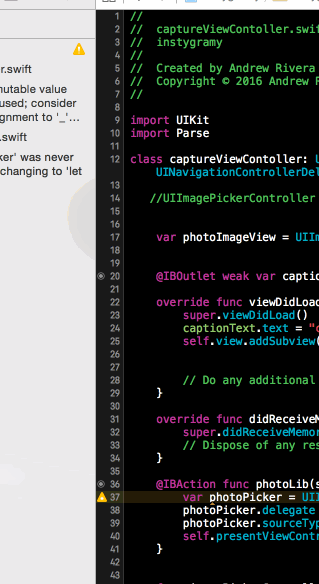 er.swift
mutable value
used; consider
gnment to '_'...
.swift
ker' was never
changing to 'let
1 //
2 // captureViewContoller.swif
3 // instygramy
4 //
5 // Created by Andrew Rivera
6 // Copyright © 2016 Andrew R
7 //
8
9 import UIKit
10 import Parse
11
12 class captureViewController: U
UINavigationControllerDel
13
14 //UIImagePickerController
15
16
17 var photoImageView = UIIm
18
19
20 @IBOutlet weak var captio
21
22 override func viewDidLoad
23 super.viewDidLoad()
24 captionText.text = "c
25 self.view.addSubview(
26
27
28 // Do any additional
29 }
30
31 override func didReceiveM
32 super.didReceiveMemor
33 // Dispose of any res
34 }
35
36 @IBAction func photoLib(s
37 var photoPicker = UII
38 photoPicker.delegate
39 photoPicker.sourceTyp
40 self.presentViewContr
41 }
42